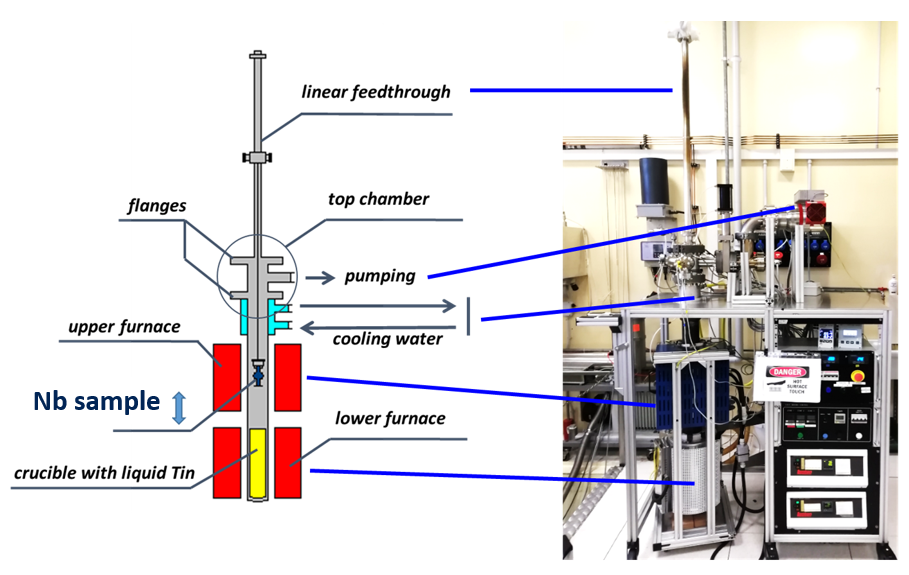 linear feedthrough
flanges
top chamber
pumping
cooling water
upper furnace
Nb sample
lower furnace
crucible with liquid Tin
DANGER
HOT
SURFACE
TOUCH